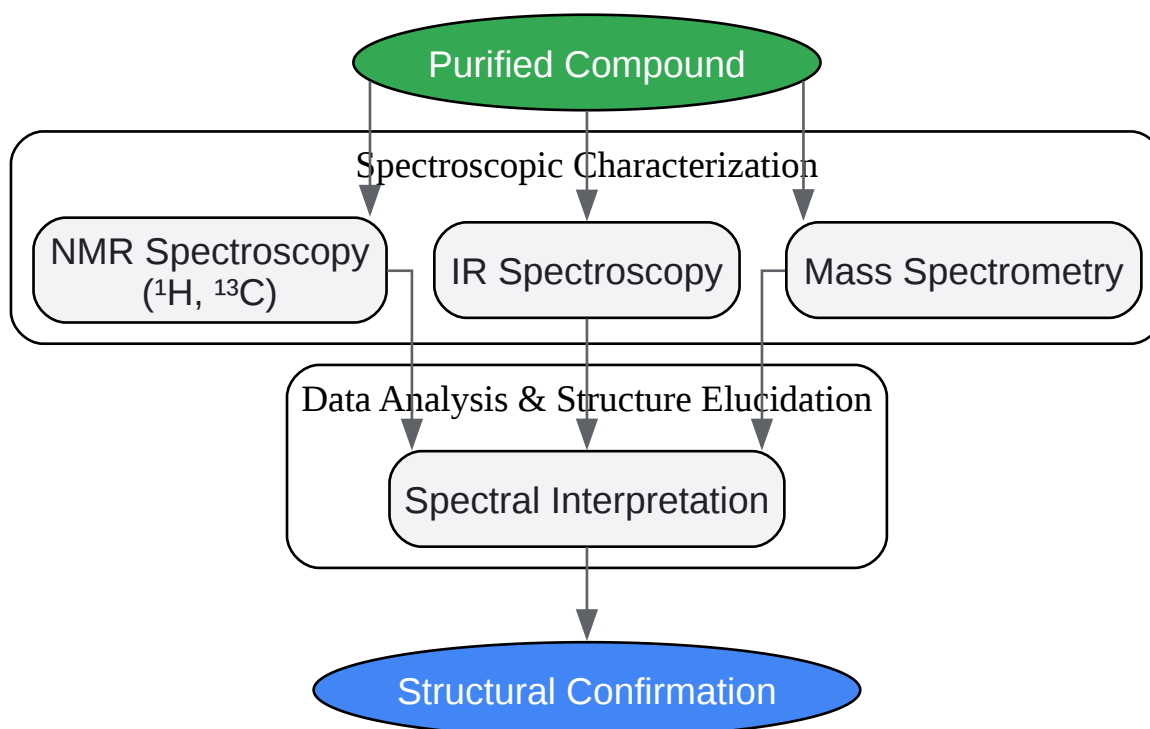 Purified Compound
Spectroscopic Characterization
NMR Spectroscopy
(¹H, ¹³C)
IR Spectroscopy
Mass Spectrometry
Data Analysis & Structure Elucidation
Spectral Interpretation
Structural Confirmation